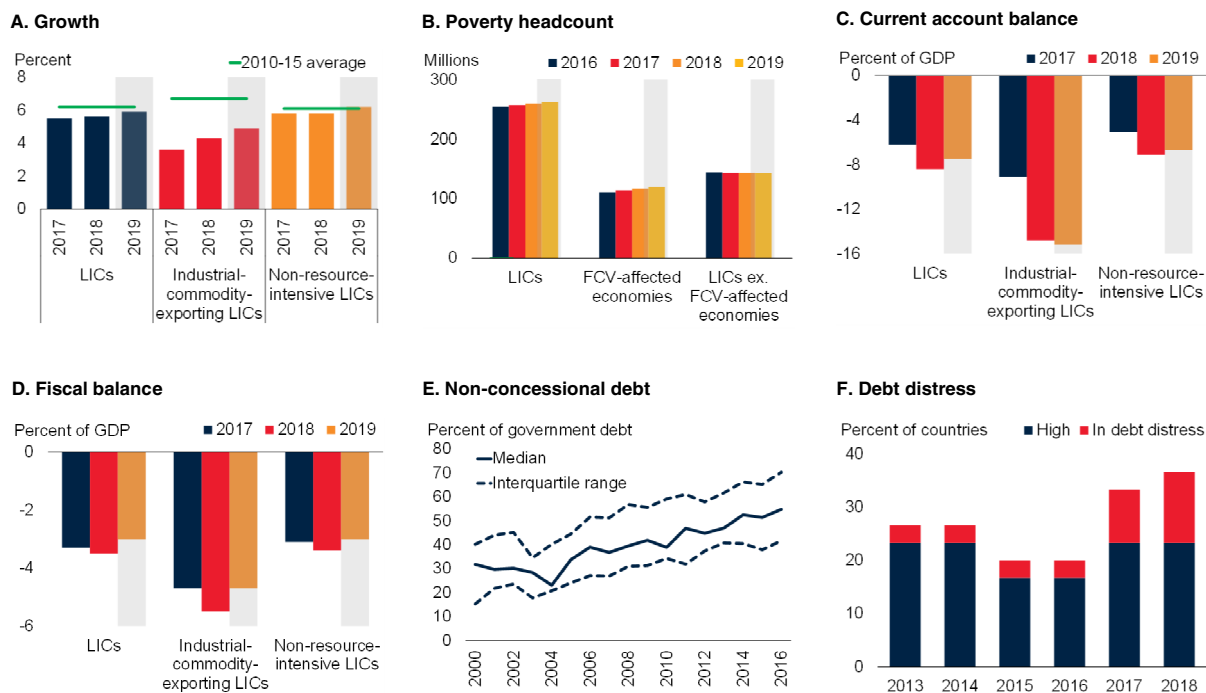 A. Growth
Percent
2010-15 average
8
6
4
2
0
2017
2018
2019
2017
2018
2019
2017
2018
2019
LICs
Industrial-
commodity-
exporting LICs
Non-resource-
intensive LICs
B. Poverty headcount
Millions
2016
2017
2018
2019
300
200
100
0
LICs
FCV-affected
economies
LICs ex.
FCV-affected
economies
C. Current account balance
Percent of GDP
2017
2018
2019
0
-4
-8
-12
-16
LICs
Industrial-
commodity-
exporting LICs
Non-resource-
intensive LICs
D. Fiscal balance
Percent of GDP
2017
2018
2019
0
-2
-4
-6
LICs
Industrial-
commodity-
exporting LICs
Non-resource-
intensive LICs
E. Non-concessional debt
Percent of government debt
Median
Interquartile range
80
70
60
50
40
30
20
10
0
2000
2002
2004
2006
2008
2010
2012
2014
2016
F. Debt distress
Percent of countries
High
In debt distress
40
30
20
10
0
2013
2014
2015
2016
2017
2018